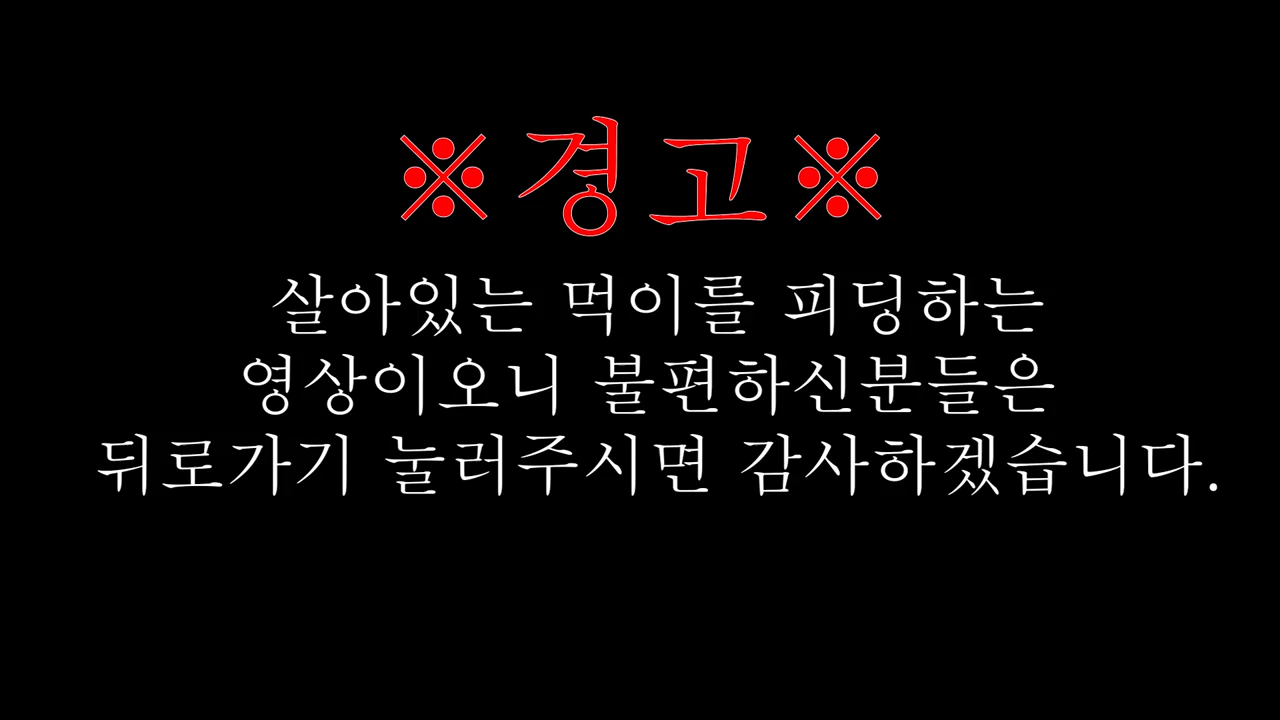 ※경고※
살아있는 먹이를 피딩하는
영상이오니 불편하신분들은
뒤로가기 눌러주시면 감사하겠습니다.